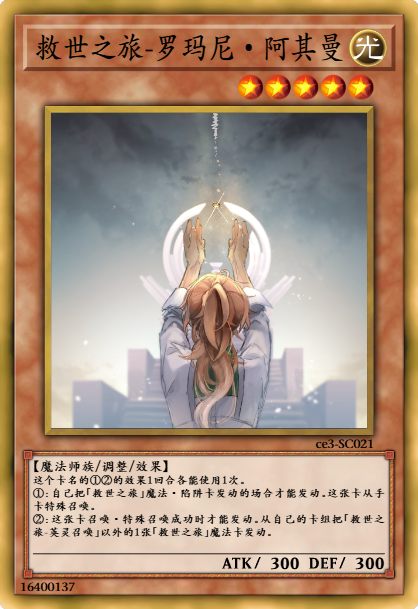 救世之旅-罗玛尼·阿其曼
光
ce3-SC021
【魔法师族/调整/效果】
这个卡名的①②的效果1回合各能使用1次。
①:自己把「救世之旅」魔法·陷阱卡发动的场合才能发动。这张卡从手
卡特殊召唤。
②:这张卡召唤·特殊召唤成功时才能发动。从自己的卡组把「救世之
旅-英灵召唤」以外的1张「救世之旅」魔法卡发动。
ATK/ 300 DEF/ 300
16400137